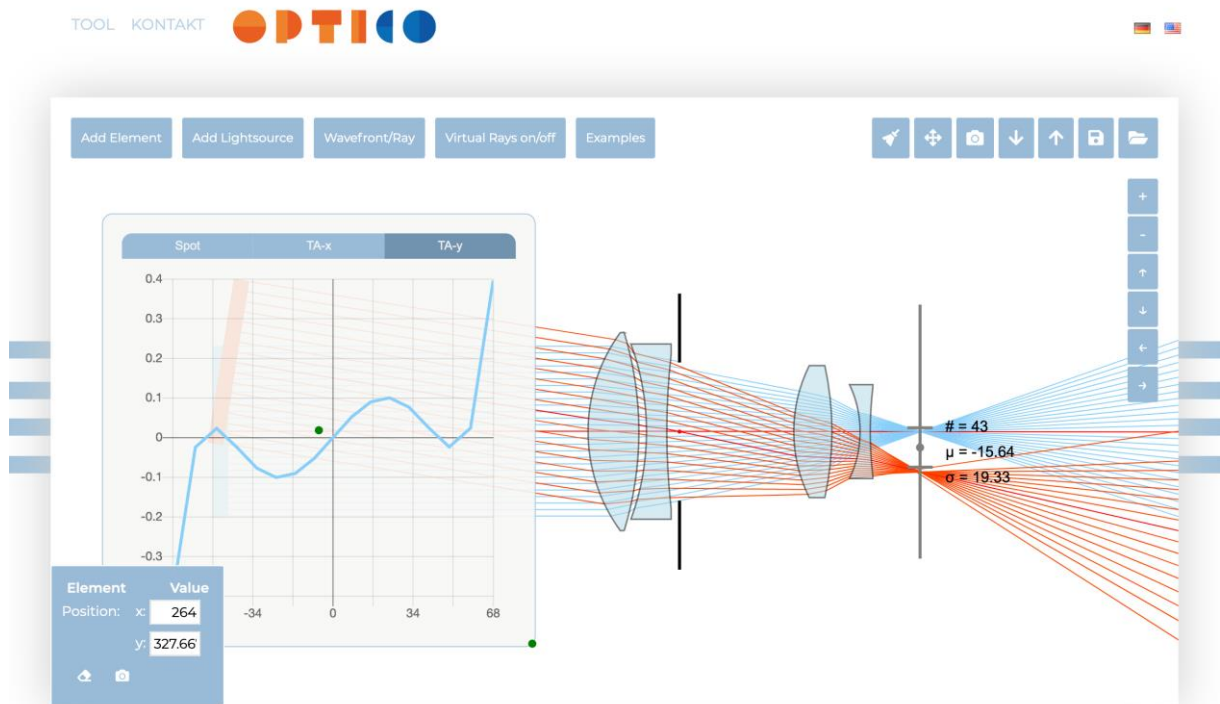 TOOL KONTAKT OPTICO
Add Element Add Lightsource Wavefront/Ray Virtual Rays on/off Examples
+
-
Spot TA-x TA-y
0.4
0.3
0.2
0.1
0
-0.1
-0.2
-0.3
-34 0 34 68
# = 43
μ = -15.64
σ = 19.33
Element Value
Position: x: 264
y: 327.66